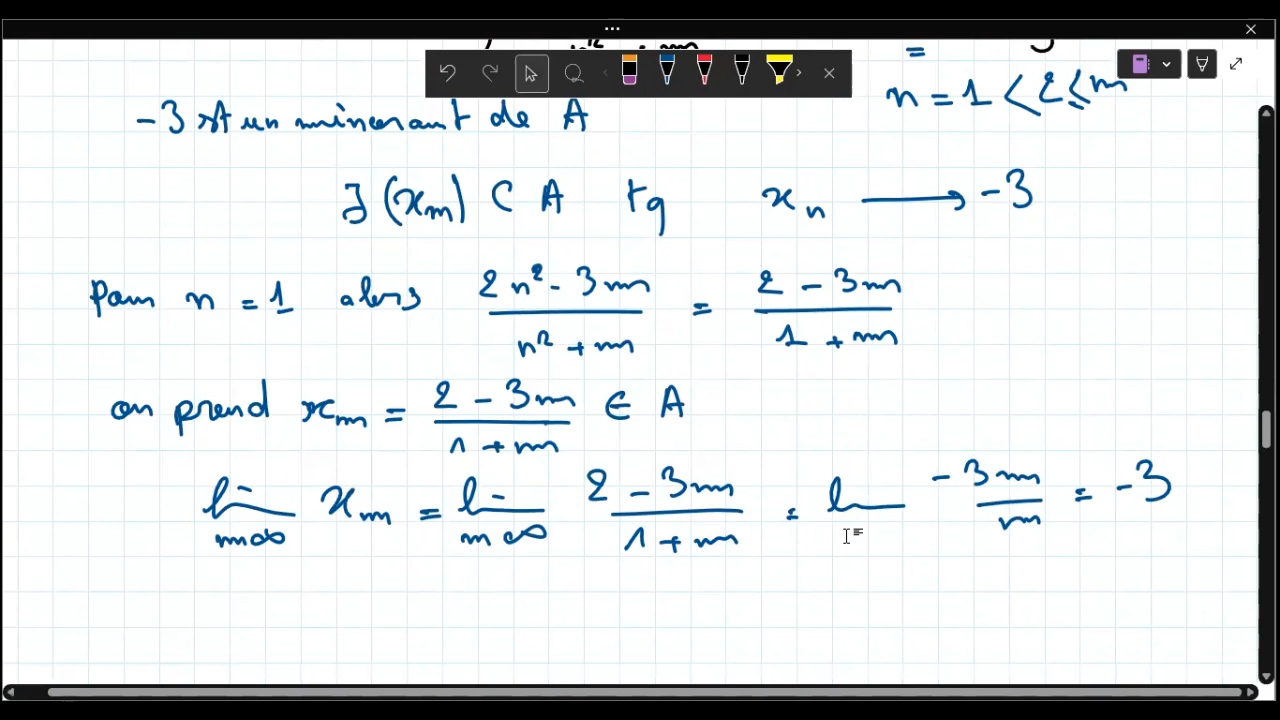 n = 1 < 2 ≤ m
-3 est un minorant de A
∃ (x_m) ⊂ A tq x_n ⟶ -3
Pour n = 1 alors (2n² - 3m)/(n² + m) = (2 - 3m)/(1 + m)
on prend x_m = (2 - 3m)/(1 + m) ∈ A
lim_{m∞} x_m = lim_{m∞} (2 - 3m)/(1 + m) = lim (-3m)/m = -3